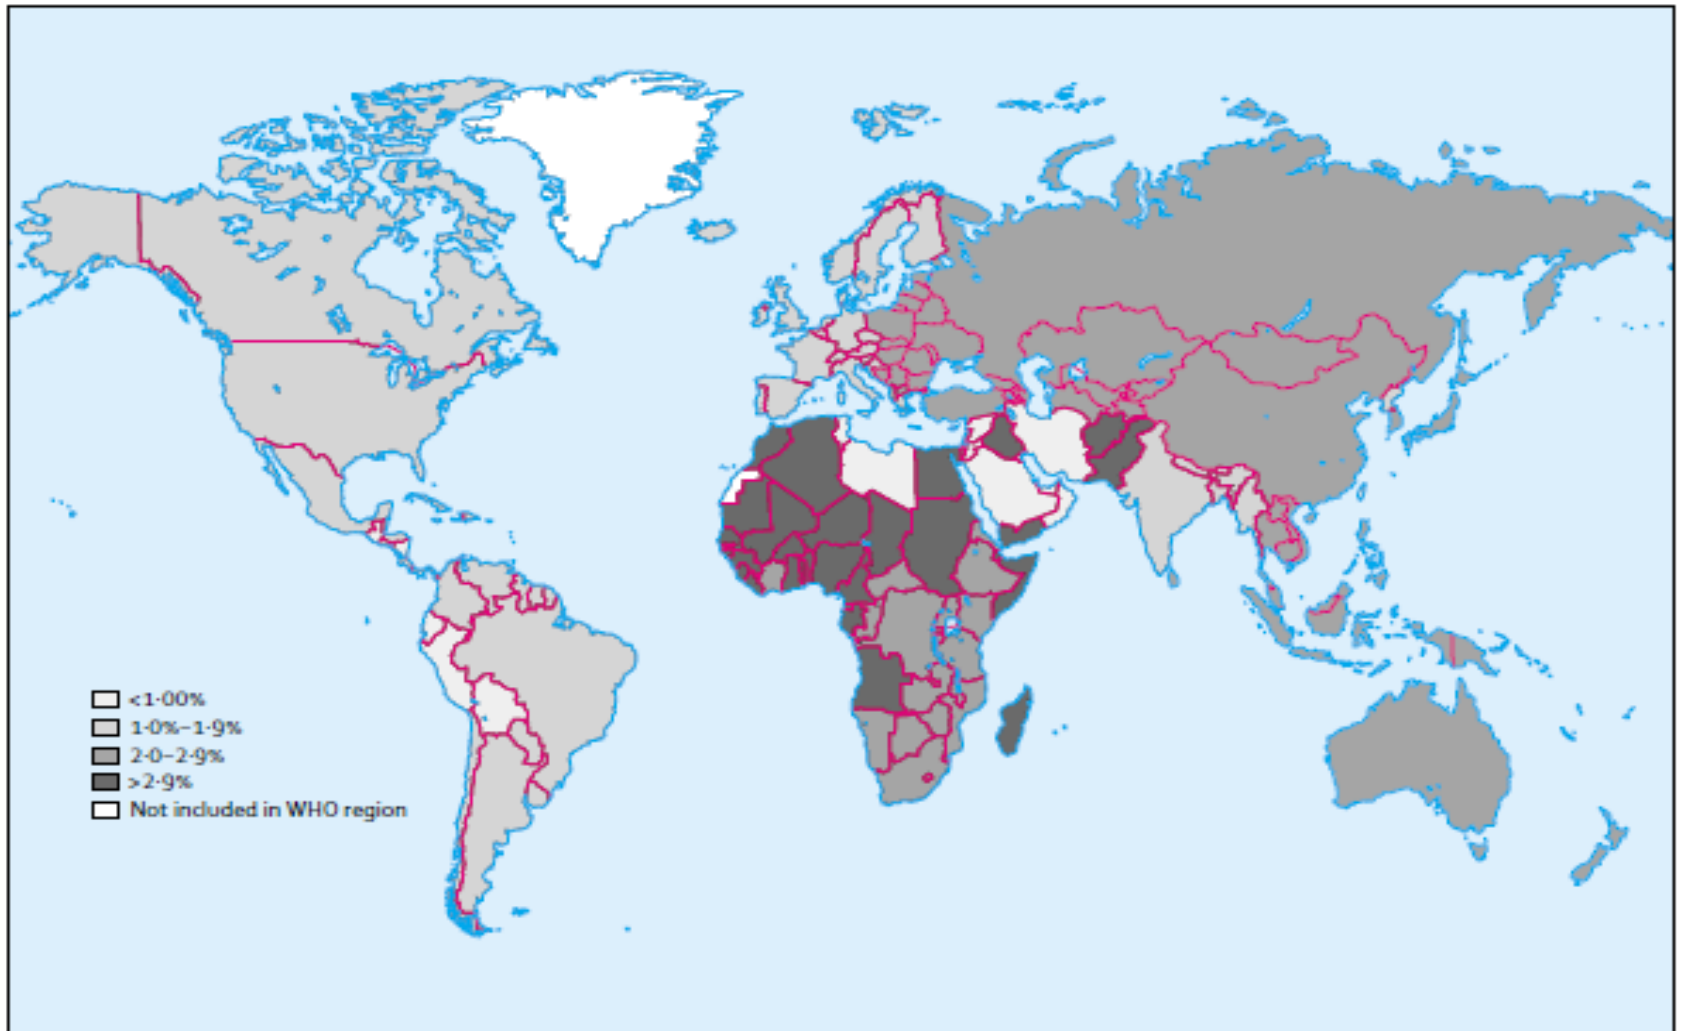 <1·00%
1·0%–1·9%
2·0–2·9%
>2·9%
Not included in WHO region